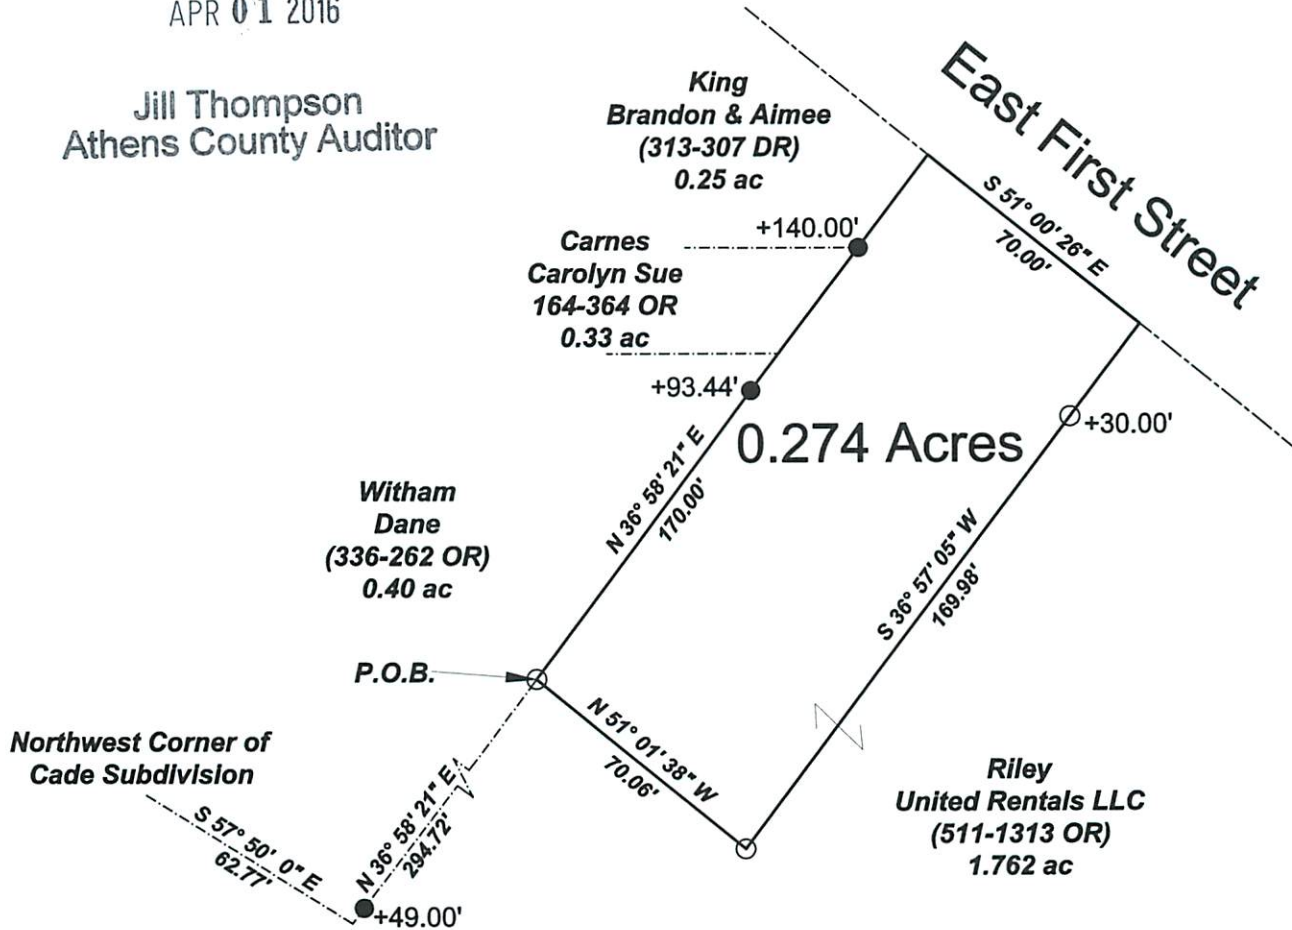 APR 01 2016
Jill Thompson
Athens County Auditor
King
Brandon & Aimee
(313-307 DR)
0.25 ac
East First Street
S 51° 00' 26" E
70.00'
+140.00'
Carnes
Carolyn Sue
164-364 OR
0.33 ac
+93.44'
0.274 Acres
+30.00'
N 36° 58' 21" E
170.00'
Witham
Dane
(336-262 OR)
0.40 ac
S 36° 57' 05" W
169.98'
P.O.B.
N 51° 01' 38" W
70.06'
Northwest Corner of
Cade Subdivision
S 57° 50' 0" E
62.77'
N 36° 58' 21" E
294.72'
+49.00'
Riley
United Rentals LLC
(511-1313 OR)
1.762 ac